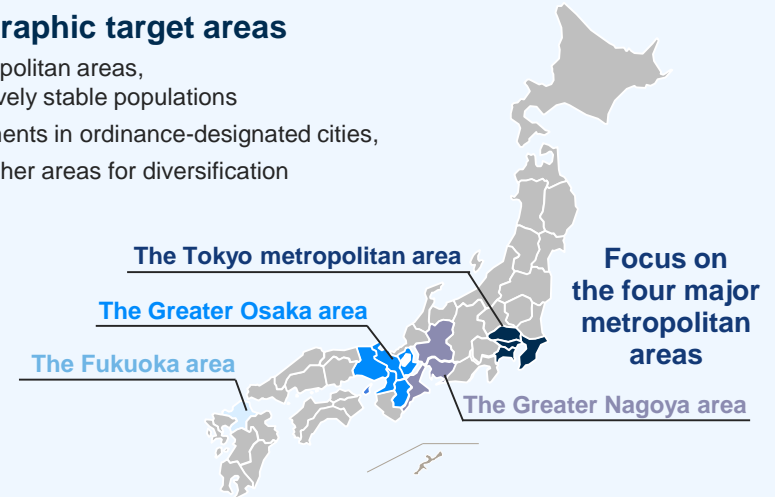 raphic target areas
politan areas,
vely stable populations
nents in ordinance-designated cities,
her areas for diversification
The Tokyo metropolitan area
Focus on
the four major
metropolitan
areas
The Greater Osaka area
The Fukuoka area
The Greater Nagoya area